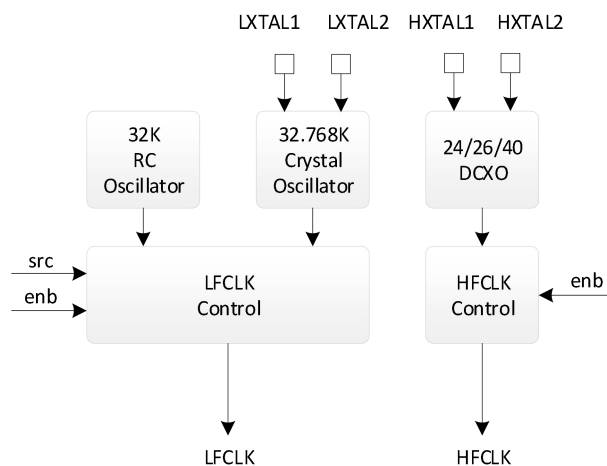 LXTAL1 LXTAL2 HXTAL1 HXTAL2
32K
RC
Oscillator
32.768K
Crystal
Oscillator
24/26/40
DCXO
src
enb
LFCLK
Control
HFCLK
Control
enb
LFCLK
HFCLK